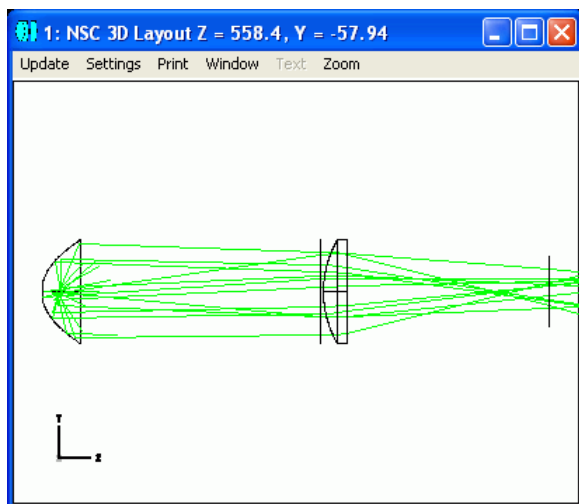 1: NSC 3D Layout Z = 558.4, Y = -57.94
Update Settings Print Window Text Zoom
Y
Z